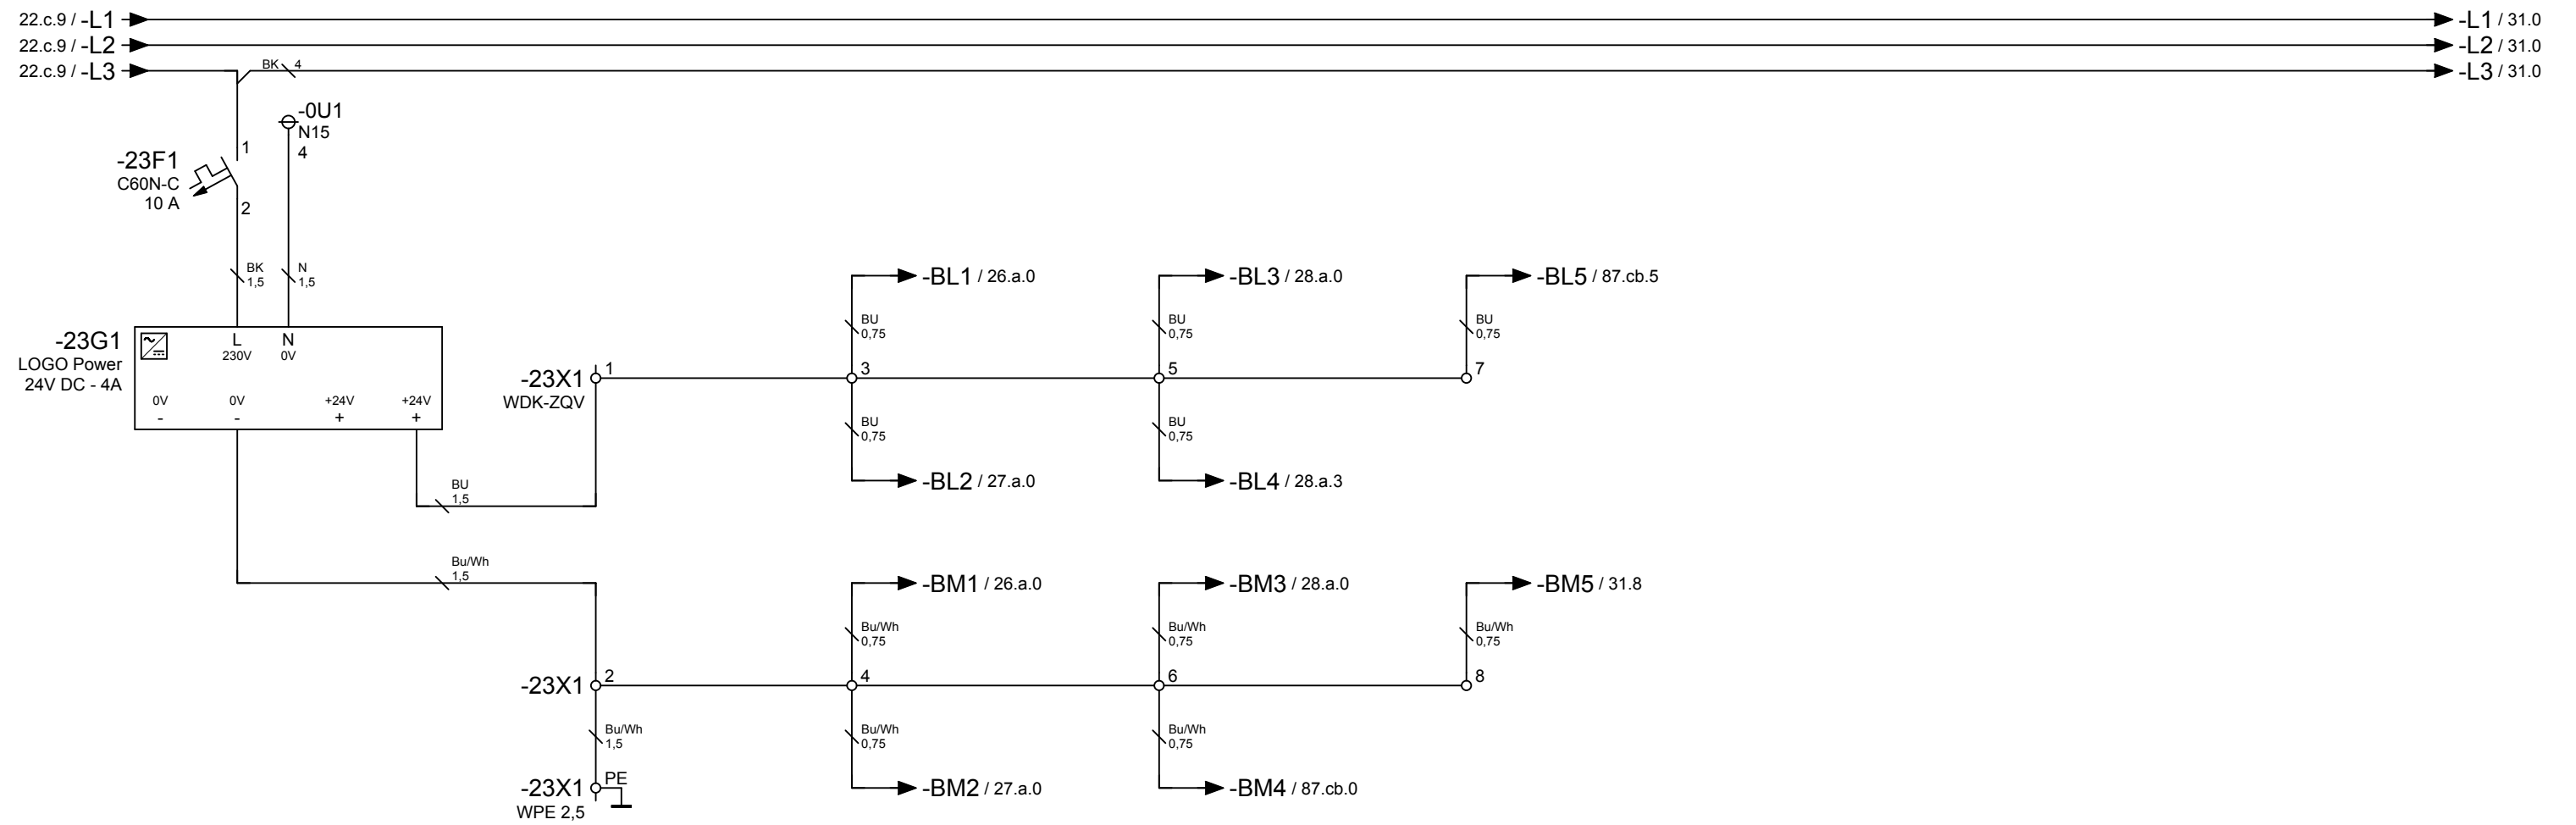 22.c.9 / -L1
-L1 / 31.0
22.c.9 / -L2
-L2 / 31.0
22.c.9 / -L3
BK 4
-L3 / 31.0
-0U1
N15
4
-23F1
C60N-C
10 A
1
2
BK
1,5
N
1,5
-23G1
LOGO Power
24V DC - 4A
L
230V
N
0V
0V
-
0V
-
+24V
+
+24V
+
BU
1,5
-23X1
WDK-ZQV
1
-BL1 / 26.a.0
BU
0,75
3
BU
0,75
-BL2 / 27.a.0
-BL3 / 28.a.0
BU
0,75
5
BU
0,75
-BL4 / 28.a.3
-BL5 / 87.cb.5
BU
0,75
7
Bu/Wh
1,5
-23X1
2
Bu/Wh
1,5
-23X1
WPE 2,5
PE
-BM1 / 26.a.0
Bu/Wh
0,75
4
Bu/Wh
0,75
-BM2 / 27.a.0
-BM3 / 28.a.0
Bu/Wh
0,75
6
Bu/Wh
0,75
-BM4 / 87.cb.0
-BM5 / 31.8
Bu/Wh
0,75
8